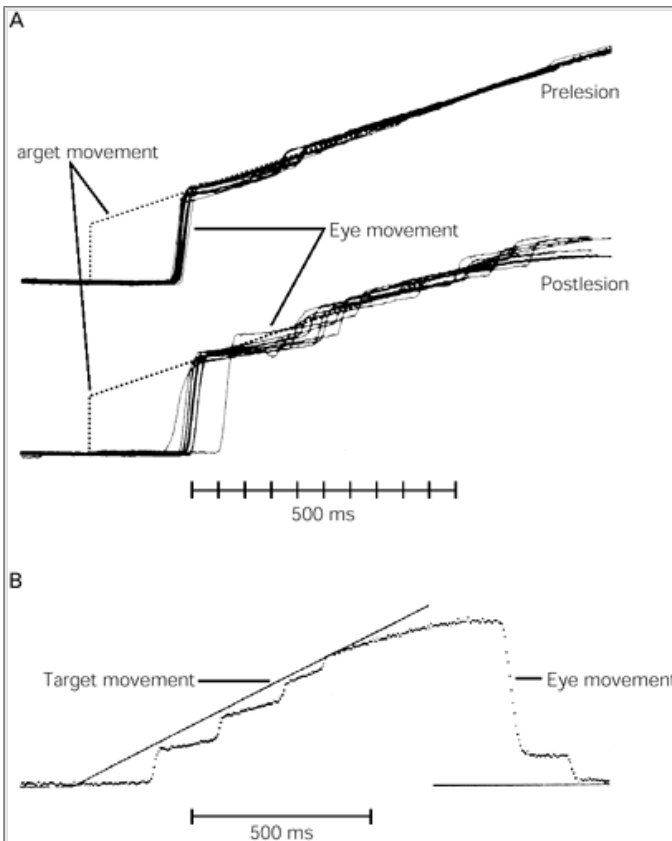 A
Prelesion
arget movement
Eye movement
Postlesion
500 ms
B
Target movement
Eye movement
500 ms